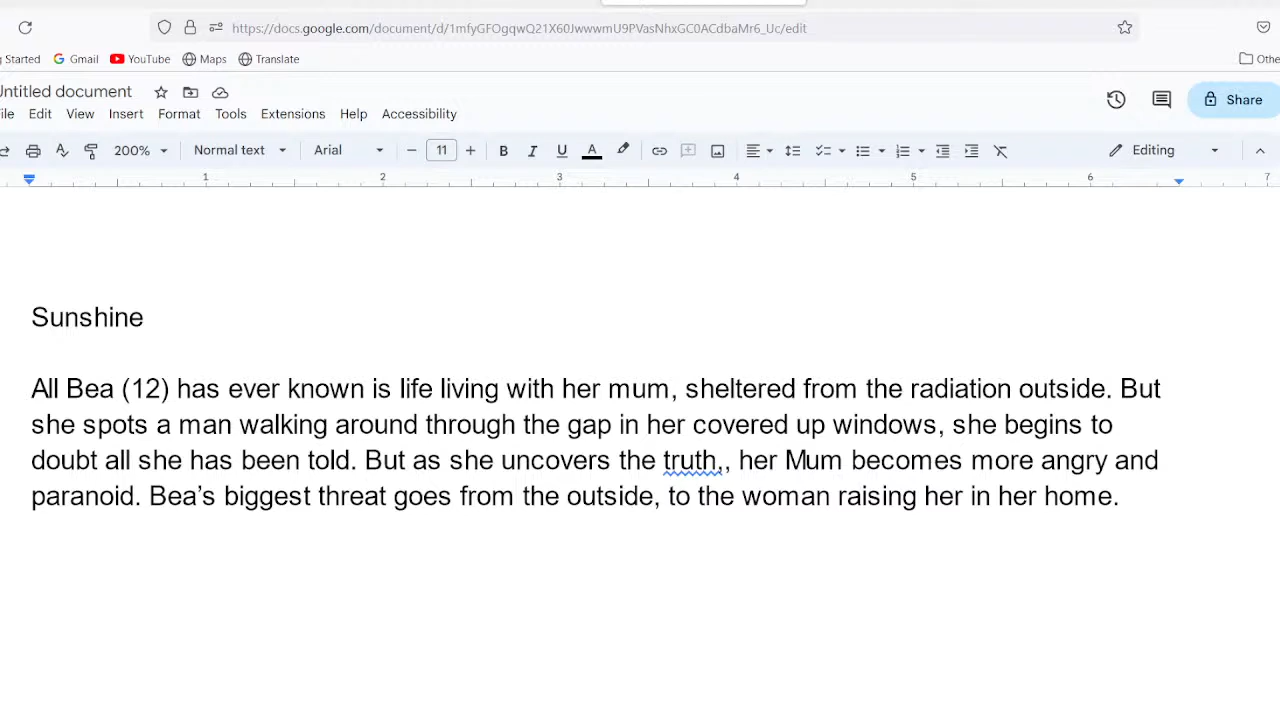 https://docs.google.com/document/d/1mfyGFOgqwQ21X60JwwwmU9PVasNhxGC0ACdbaMr6_Uc/edit
Started Gmail YouTube Maps Translate Othe
ntitled document
ile Edit View Insert Format Tools Extensions Help Accessibility Share
200% Normal text Arial − 11 + B I U A Editing
1 2 3 4 5 6 7
Sunshine
All Bea (12) has ever known is life living with her mum, sheltered from the radiation outside. But
she spots a man walking around through the gap in her covered up windows, she begins to
doubt all she has been told. But as she uncovers the truth,, her Mum becomes more angry and
paranoid. Bea’s biggest threat goes from the outside, to the woman raising her in her home.